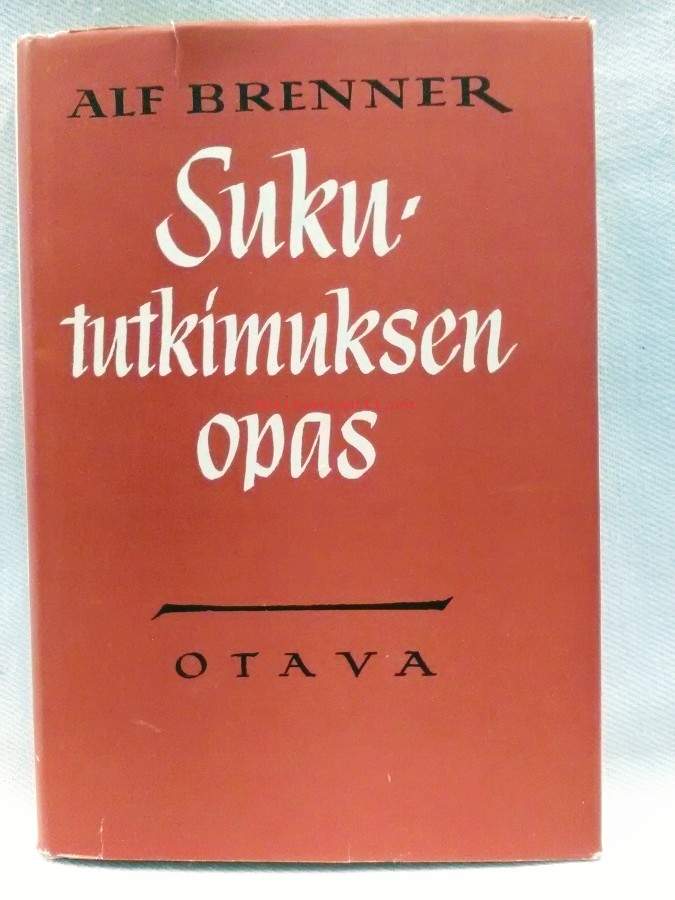 ALF BRENNER
Suku-
tutkimuksen
opas
OTAVA